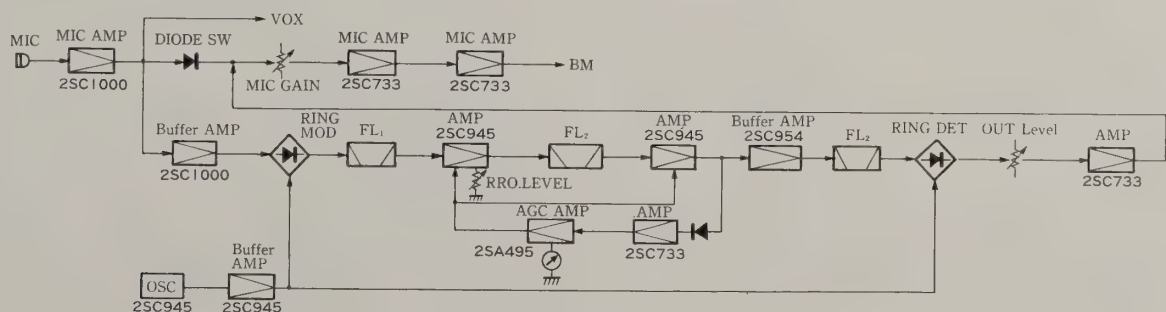 VOX
MIC
MIC AMP
2SC1000
DIODE SW
MIC GAIN
MIC AMP
2SC733
MIC AMP
2SC733
BM
Buffer AMP
2SC1000
RING
MOD
FL₁
AMP
2SC945
RRO.LEVEL
FL₂
AMP
2SC945
Buffer AMP
2SC954
FL₂
RING DET
OUT Level
AMP
2SC733
AGC AMP
2SA495
AMP
2SC733
OSC
2SC945
Buffer
AMP
2SC945